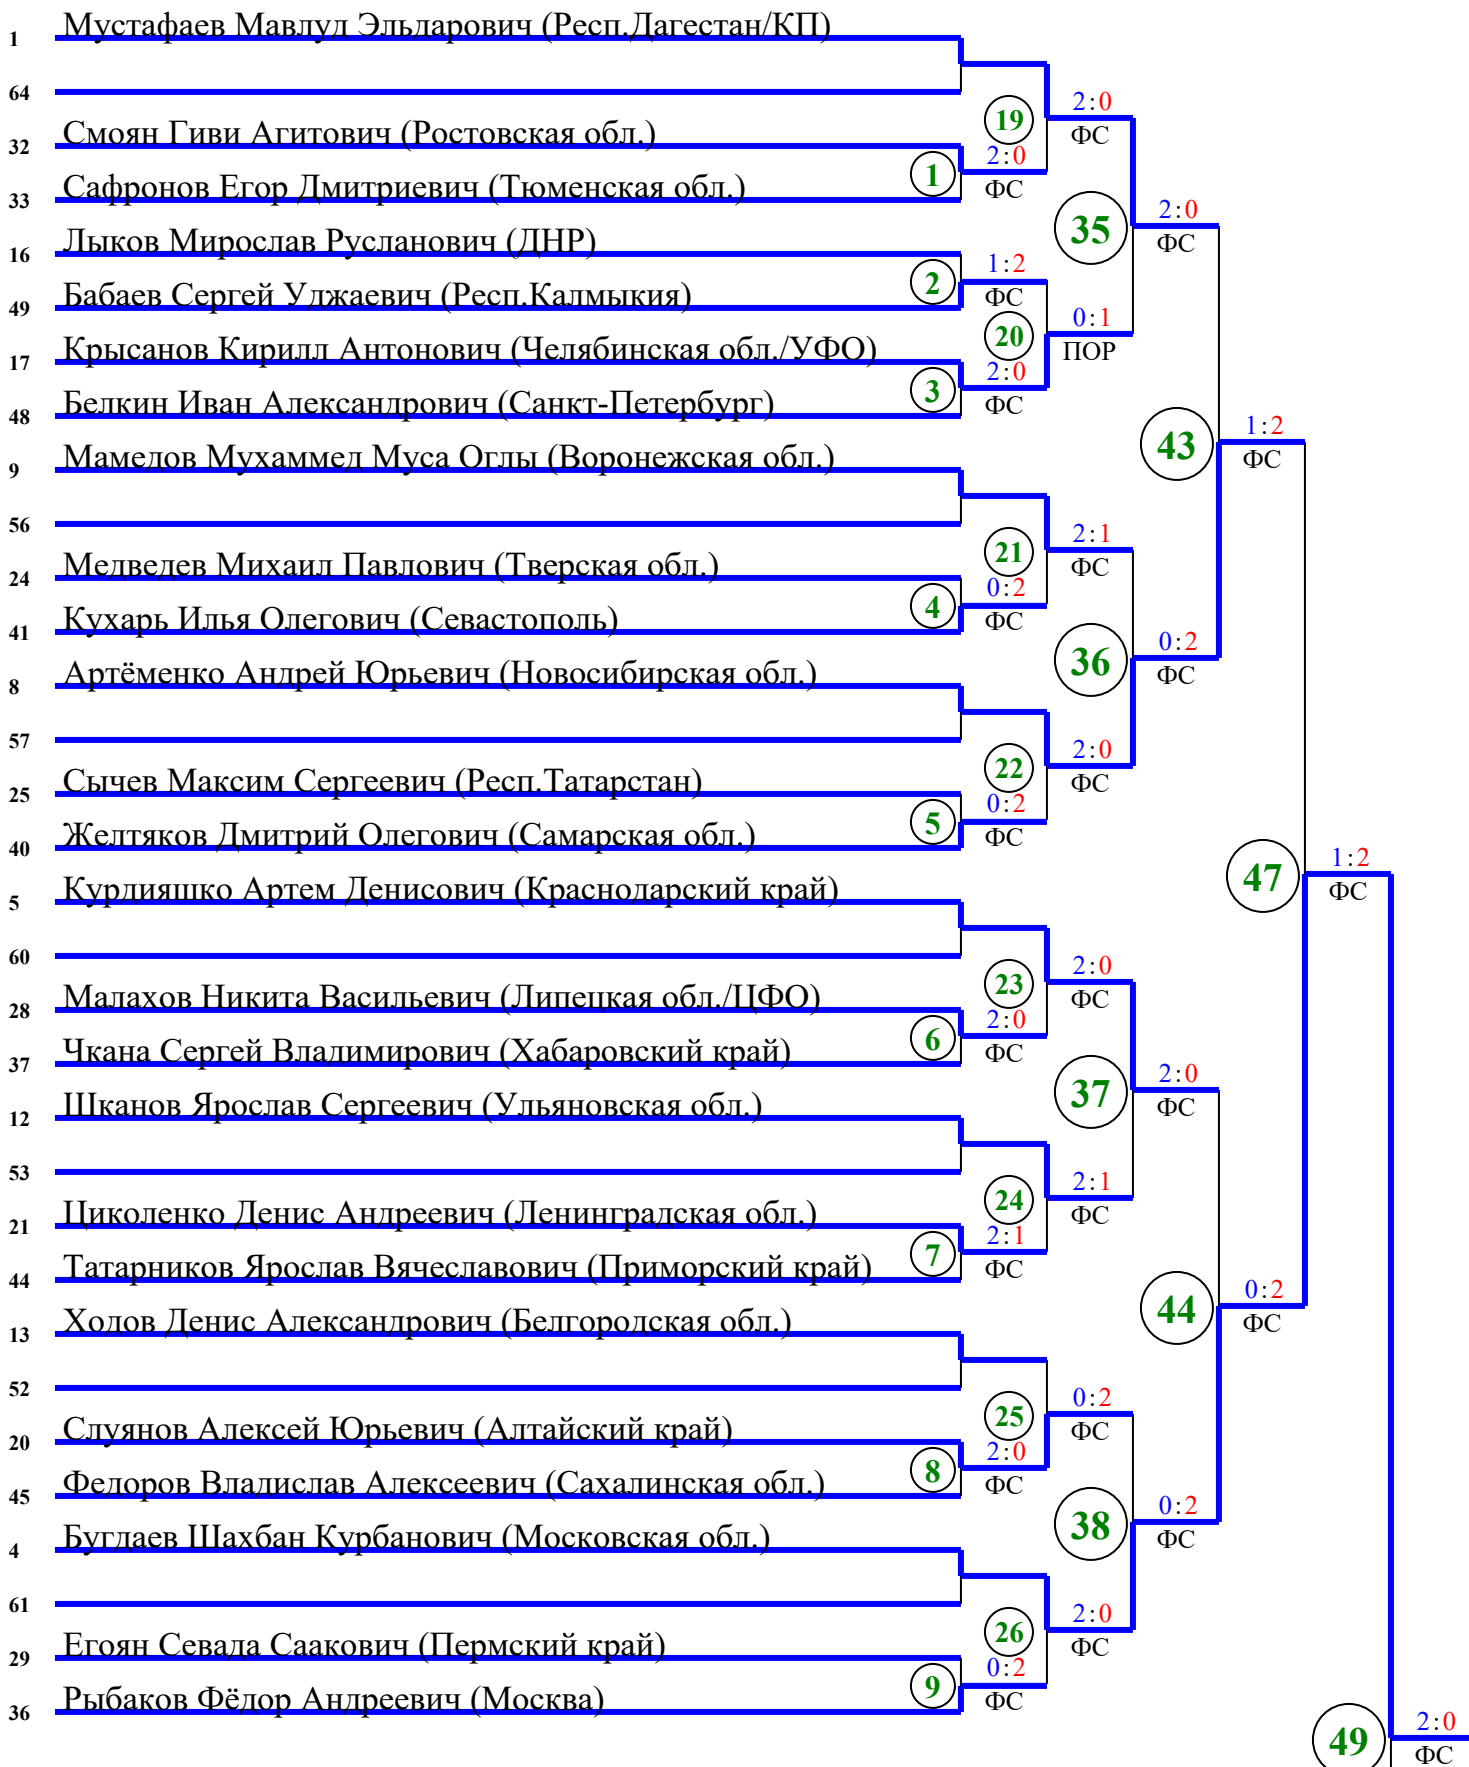 1 Мустафаев Мавлуд Эльдарович (Респ.Дагестан/КП)
64
19 2:0 ФС
32 Смоян Гиви Агитович (Ростовская обл.)
1 2:0 ФС
33 Сафронов Егор Дмитриевич (Тюменская обл.)
35 2:0 ФС
16 Лыков Мирослав Русланович (ДНР)
2 1:2 ФС
49 Бабаев Сергей Уджаевич (Респ.Калмыкия)
20 0:1 ПОР
17 Крысанов Кирилл Антонович (Челябинская обл./УФО)
3 2:0 ФС
48 Белкин Иван Александрович (Санкт-Петербург)
43 1:2 ФС
9 Мамедов Мухаммед Муса Оглы (Воронежская обл.)
56
21 2:1 ФС
24 Медведев Михаил Павлович (Тверская обл.)
4 0:2 ФС
41 Кухарь Илья Олегович (Севастополь)
36 0:2 ФС
8 Артёменко Андрей Юрьевич (Новосибирская обл.)
57
22 2:0 ФС
25 Сычев Максим Сергеевич (Респ.Татарстан)
5 0:2 ФС
40 Желтяков Дмитрий Олегович (Самарская обл.)
47 1:2 ФС
5 Курдияшко Артем Денисович (Краснодарский край)
60
23 2:0 ФС
28 Малахов Никита Васильевич (Липецкая обл./ЦФО)
6 2:0 ФС
37 Чкана Сергей Владимирович (Хабаровский край)
37 2:0 ФС
12 Шканов Ярослав Сергеевич (Ульяновская обл.)
53
24 2:1 ФС
21 Циколенко Денис Андреевич (Ленинградская обл.)
7 2:1 ФС
44 Татарников Ярослав Вячеславович (Приморский край)
44 0:2 ФС
13 Ходов Денис Александрович (Белгородская обл.)
52
25 0:2 ФС
20 Слуянов Алексей Юрьевич (Алтайский край)
8 2:0 ФС
45 Федоров Владислав Алексеевич (Сахалинская обл.)
38 0:2 ФС
4 Бугдаев Шахбан Курбанович (Московская обл.)
61
26 2:0 ФС
29 Егоян Севада Саакович (Пермский край)
9 0:2 ФС
36 Рыбаков Фёдор Андреевич (Москва)
49 2:0 ФС